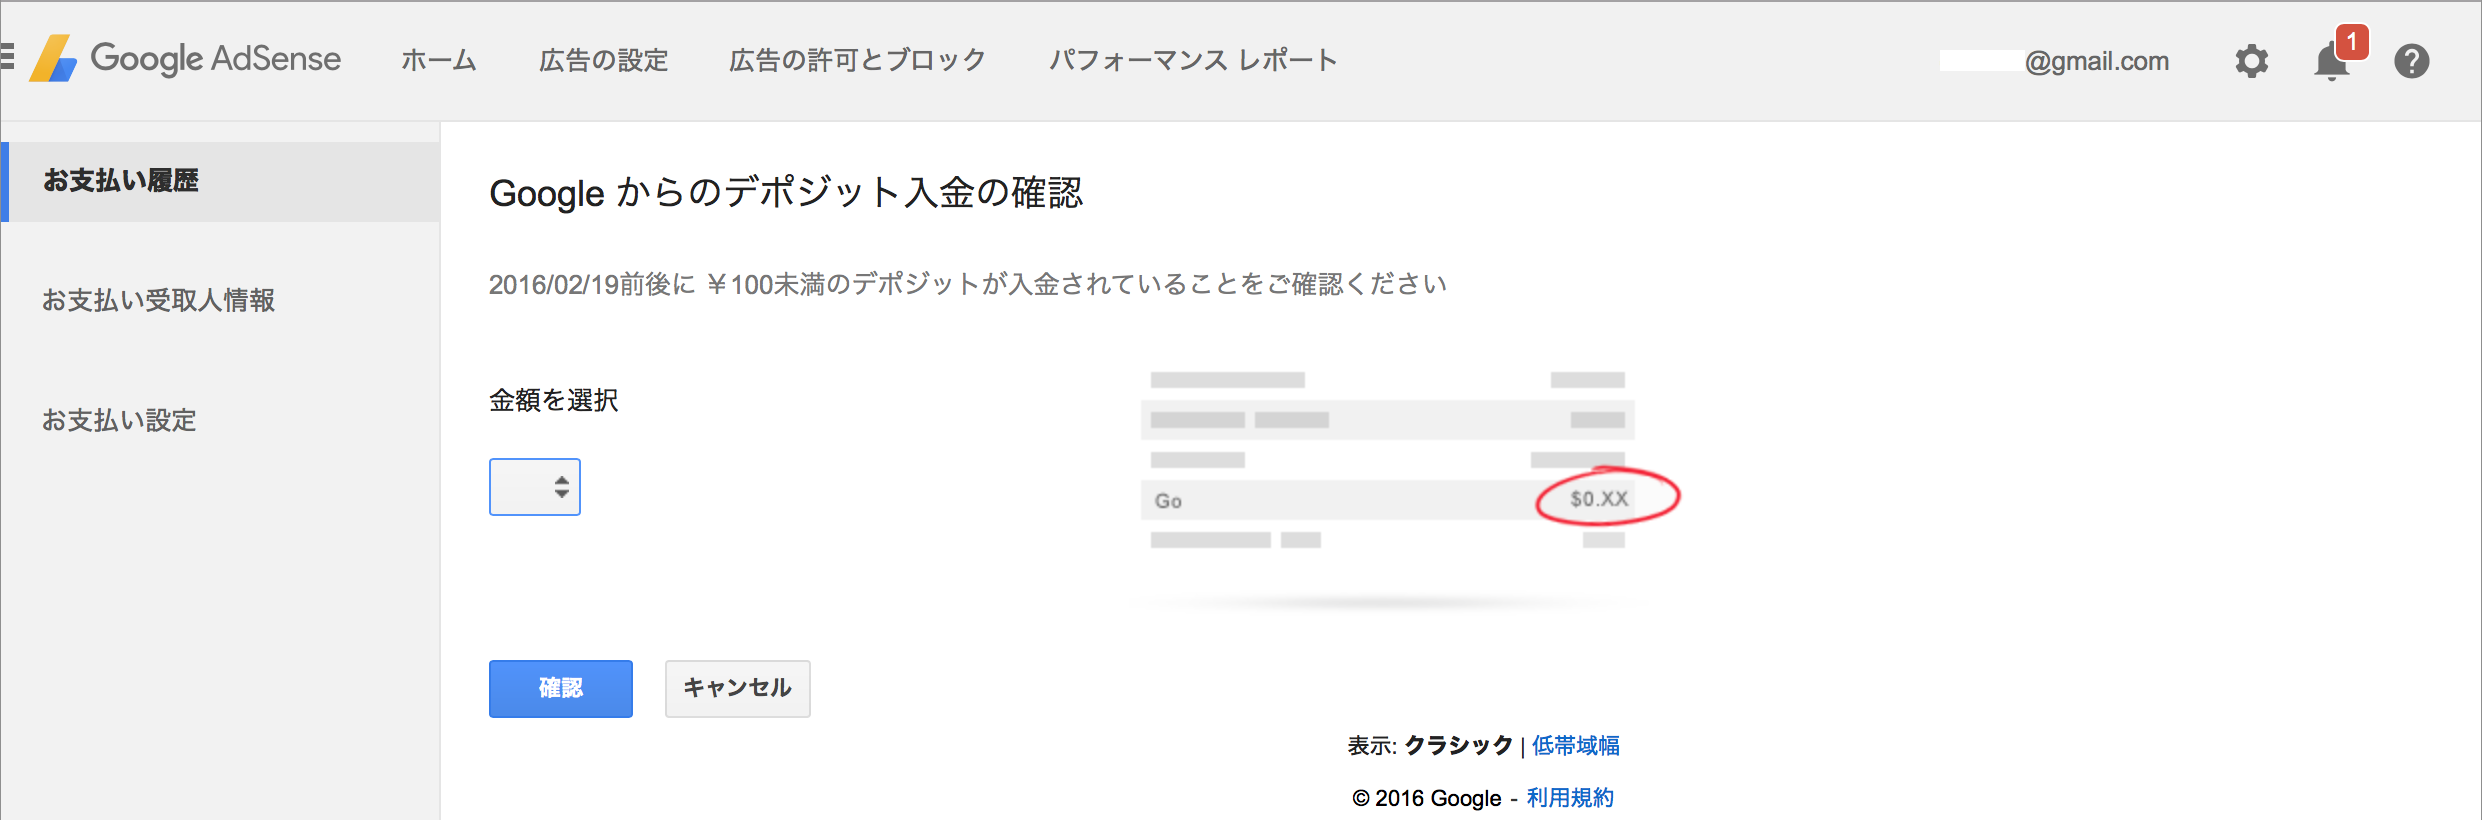 Google AdSense ホーム 広告の設定 広告の許可とブロック パフォーマンス レポート @gmail.com 1
お支払い履歴
お支払い受取人情報
お支払い設定
Google からのデポジット入金の確認
2016/02/19前後に ￥100未満のデポジットが入金されていることをご確認ください
金額を選択
Go $0.XX
確認 キャンセル
表示: クラシック | 低帯域幅
© 2016 Google - 利用規約